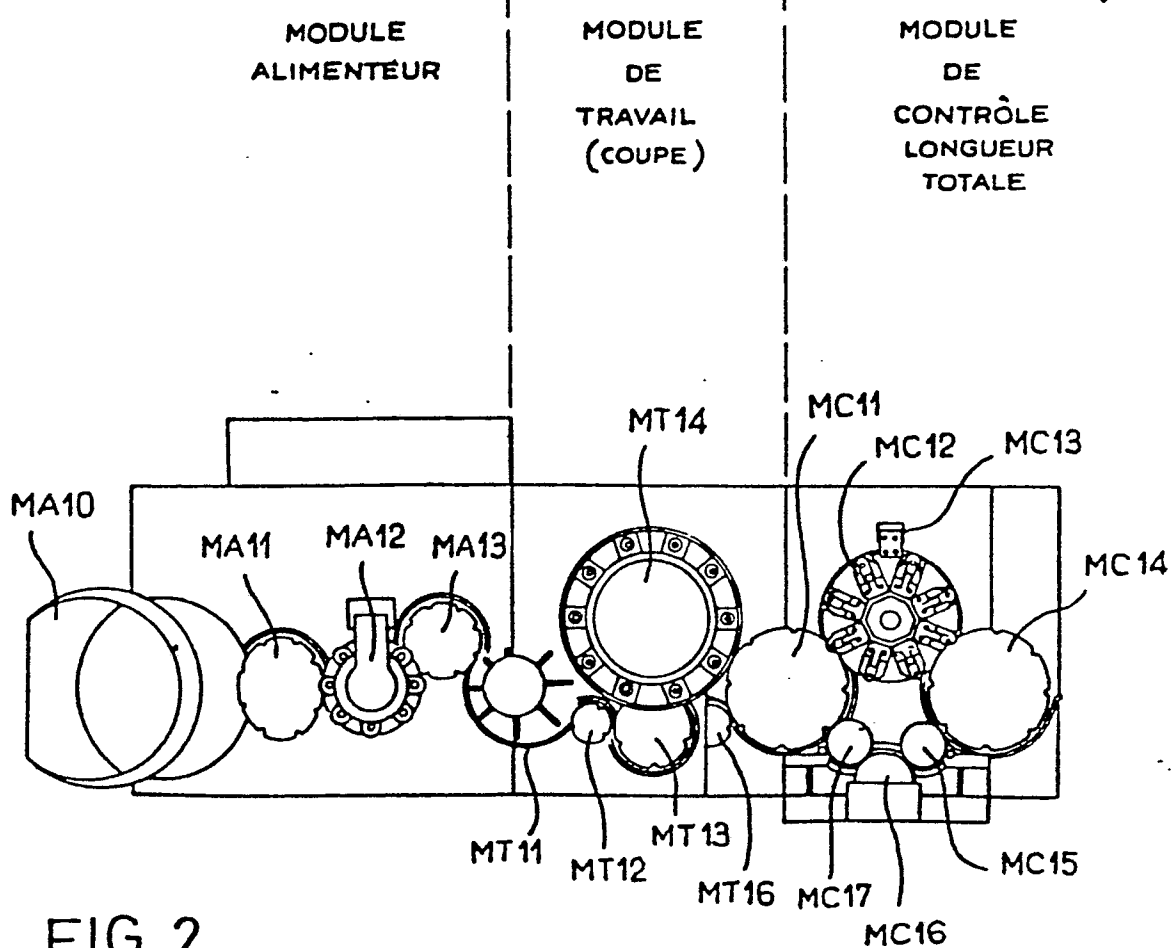 MODULE
ALIMENTEUR
MODULE
DE
TRAVAIL
(COUPE)
MODULE
DE
CONTRÔLE
LONGUEUR
TOTALE
MA10
MA11
MA12
MA13
MT14
MC11
MC12
MC13
MC14
MT11
MT12
MT13
MT16
MC17
MC16
MC15
FIG. 2